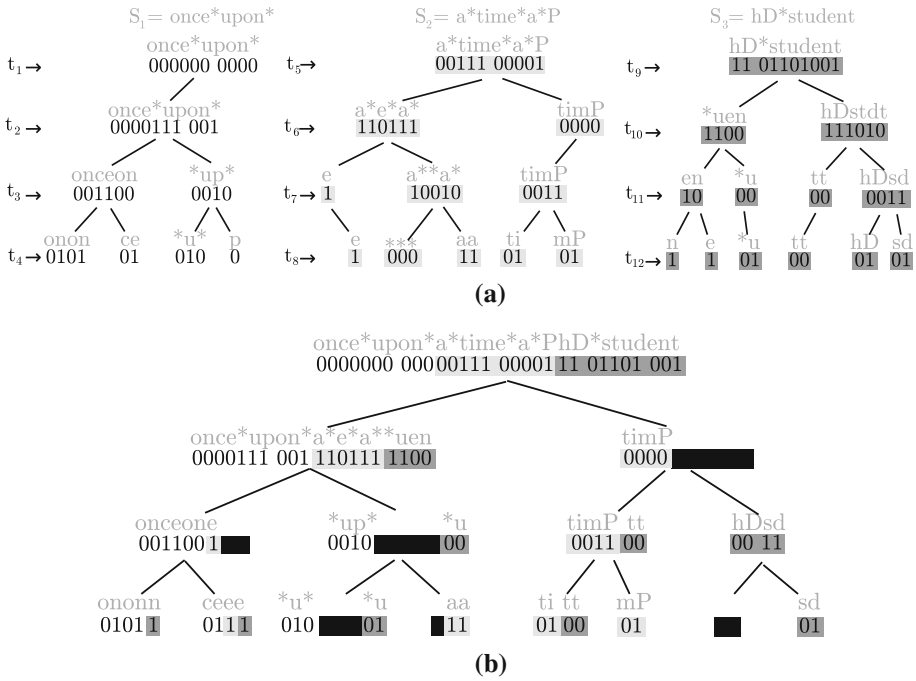 S1= once*upon* S2= a*time*a*P S3= hD*student
once*upon* a*time*a*P hD*student
t1→ 000000 0000 t5→ 00111 00001 t9→ 11 01101001
once*upon* a*e*a* timP *uen hDstdt
t2→ 0000111 001 t6→ 110111 0000 t10→ 1100 111010
onceon *up* e a**a* timP en *u tt hDsd
t3→ 001100 0010 t7→ 1 10010 0011 t11→ 10 00 00 0011
onon ce *u* p e *** aa ti mP n e *u tt hD sd
t4→ 0101 01 010 0 t8→ 1 000 11 01 01 t12→ 1 1 01 00 01 01
(a)
once*upon*a*time*a*PhD*student
0000000 00000111 0000111 01101 001
once*upon*a*e*a**uen timP
0000111 001 110111 1100 0000
onceone *up* *u timP tt hDsd
001100 1 0010 00 0011 00 00 11
ononn ceee *u* *u aa ti tt mP sd
0101 1 011 1 010 01 11 01 00 01 01
(b)